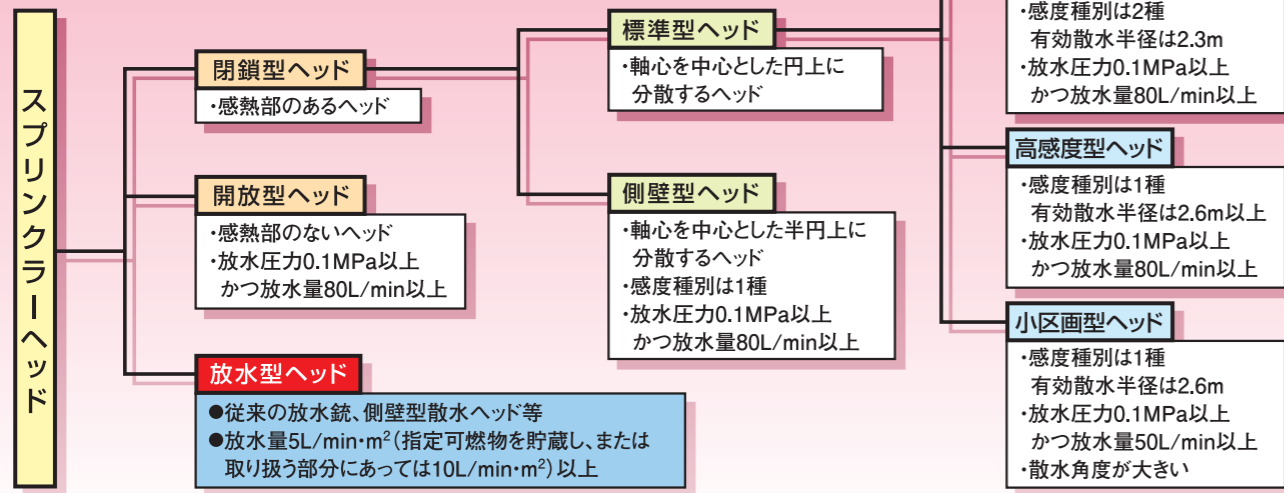 スプリンクラーヘッド
閉鎖型ヘッド
・感熱部のあるヘッド
開放型ヘッド
・感熱部のないヘッド
・放水圧力0.1MPa以上
かつ放水量80L/min以上
放水型ヘッド
●従来の放水銃、側壁型散水ヘッド等
●放水量5L/min・m²(指定可燃物を貯蔵し、または
取り扱う部分にあっては10L/min・m²)以上
標準型ヘッド
・軸心を中心とした円上に
分散するヘッド
側壁型ヘッド
・軸心を中心とした半円上に
分散するヘッド
・感度種別は1種
・放水圧力0.1MPa以上
かつ放水量80L/min以上
・感度種別は2種
有効散水半径は2.3m
・放水圧力0.1MPa以上
かつ放水量80L/min以上
高感度型ヘッド
・感度種別は1種
有効散水半径は2.6m以上
・放水圧力0.1MPa以上
かつ放水量80L/min以上
小区画型ヘッド
・感度種別は1種
有効散水半径は2.6m
・放水圧力0.1MPa以上
かつ放水量50L/min以上
・散水角度が大きい